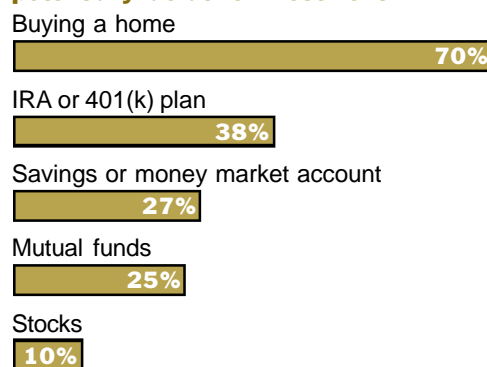 Buying a home
70%
IRA or 401(k) plan
38%
Savings or money market account
27%
Mutual funds
25%
Stocks
10%